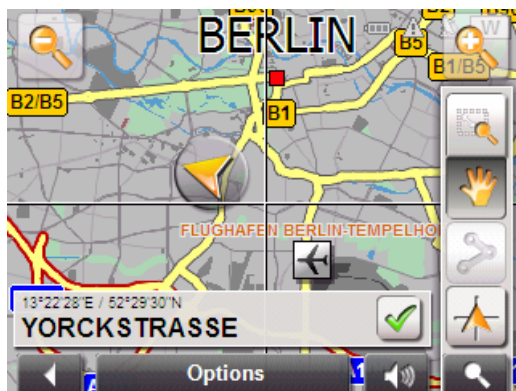 BERLIN
W
B5
B1/B5
B2/B5
B1
FLUGHAFEN BERLIN-TEMPELHO
13°22'28"E / 52°29'30"N
YORCKSTRASSE
Options